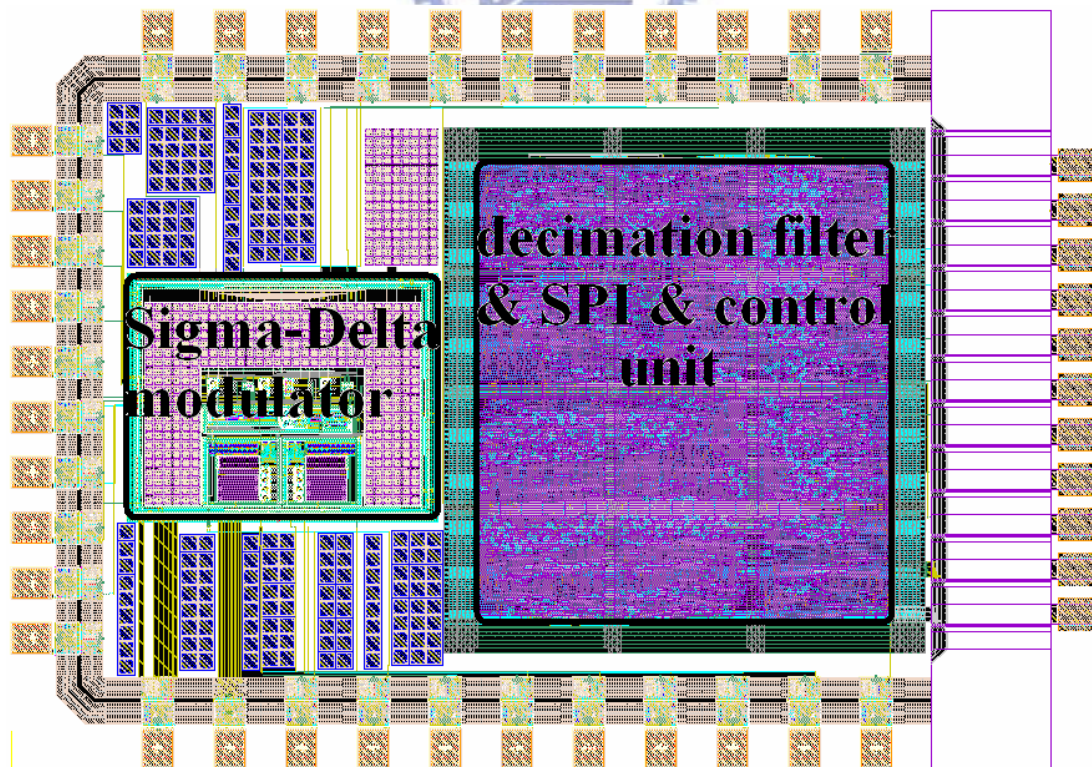 Sigma-Delta
modulator
decimation filter
& SPI & control
unit